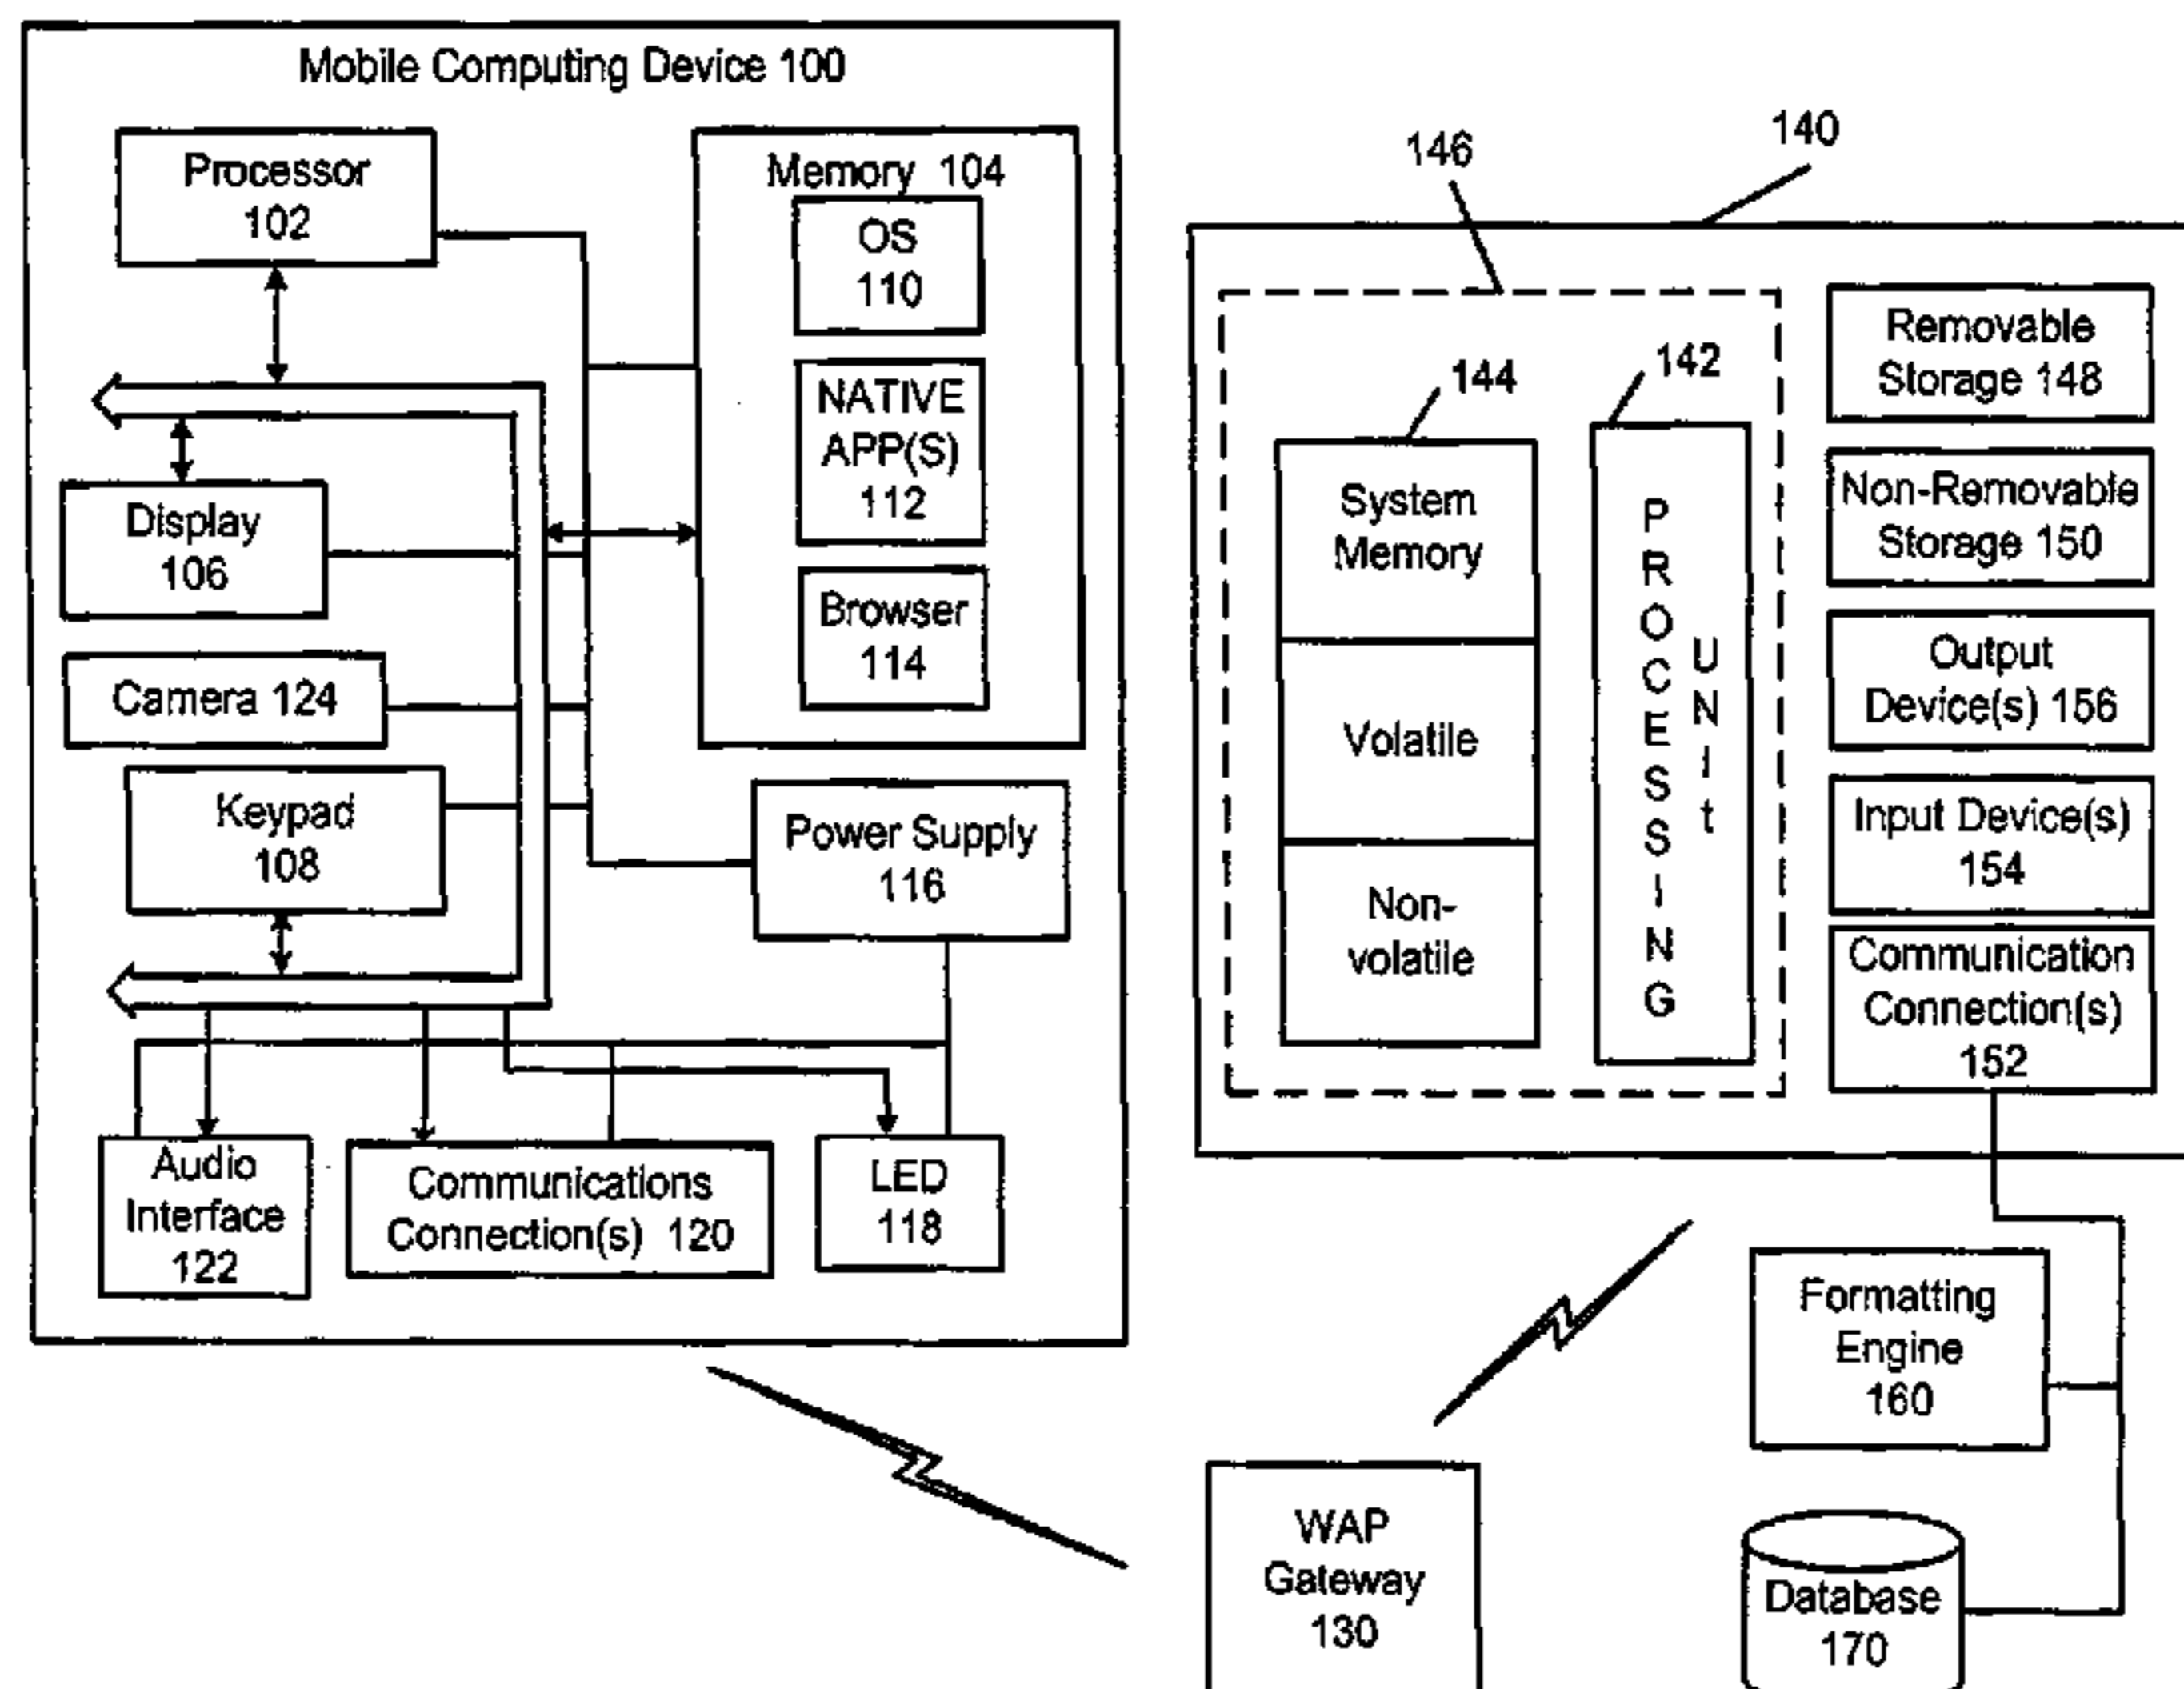 Mobile Computing Device 100
Processor
102
Memory 104
OS
110
NATIVE
APP(S)
112
Browser
114
Display
106
Camera 124
Keypad
108
Power Supply
116
Audio
Interface
122
Communications
Connection(s) 120
LED
118
140
146
144
142
System
Memory
Volatile
Non-
volatile
PROCESSING
UNIt
Removable
Storage 148
Non-Removable
Storage 150
Output
Device(s) 156
Input Device(s)
154
Communication
Connection(s)
152
Formatting
Engine
160
WAP
Gateway
130
Database
170